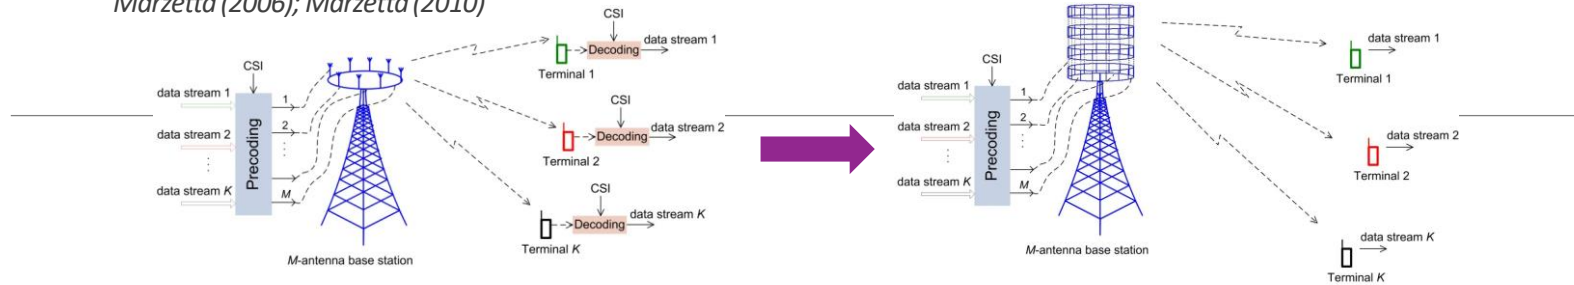 Marzetta (2006); Marzetta (2010)
CSI
data stream 1
data stream 2
⋮
data stream K
Precoding
1
2
⋮
M
M-antenna base station
CSI
Decoding
data stream 1
Terminal 1
CSI
Decoding
data stream 2
Terminal 2
CSI
Decoding
data stream K
Terminal K
CSI
data stream 1
data stream 2
⋮
data stream K
Precoding
1
2
⋮
M
M-antenna base station
data stream 1
Terminal 1
data stream 2
Terminal 2
data stream K
Terminal K